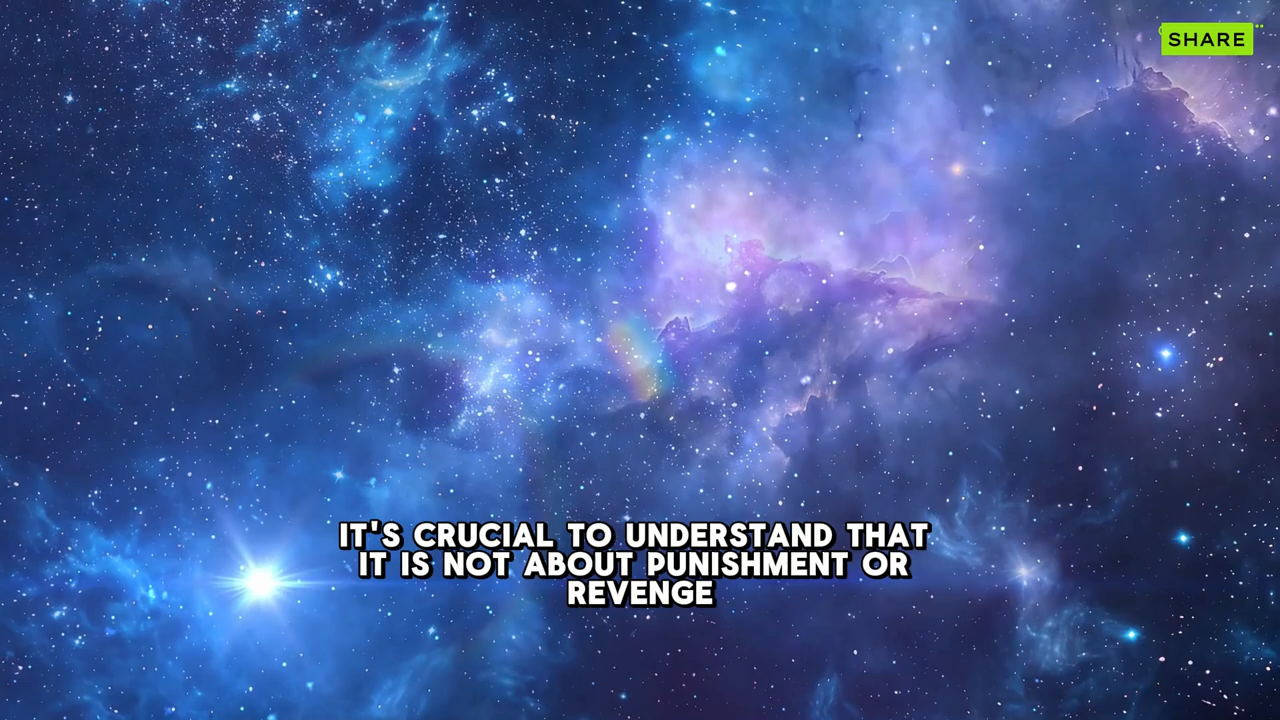 SHARE
IT'S CRUCIAL TO UNDERSTAND THAT
IT IS NOT ABOUT PUNISHMENT OR
REVENGE